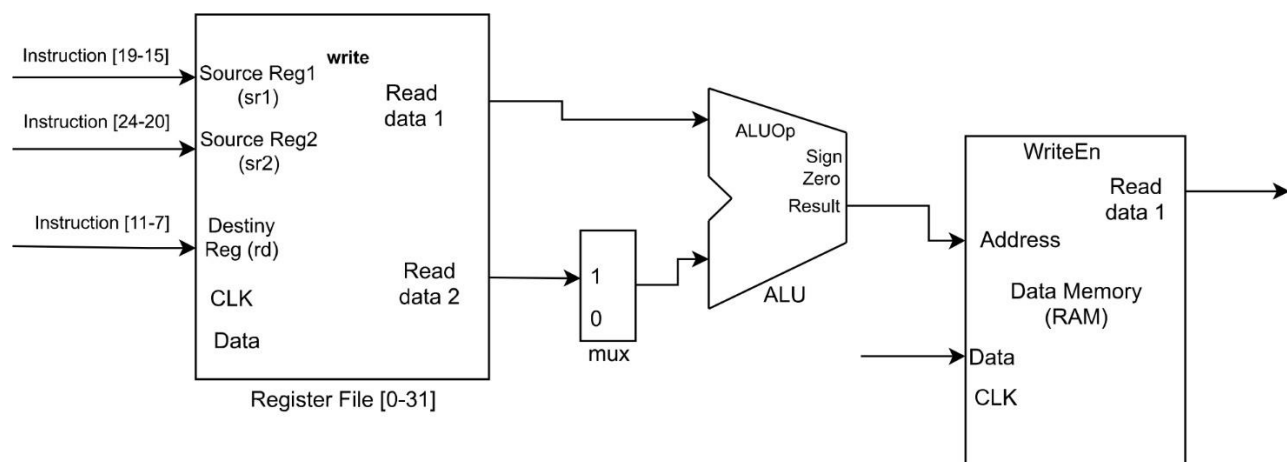 Instruction [19-15]
Instruction [24-20]
Instruction [11-7]
Source Reg1
(sr1)
write
Source Reg2
(sr2)
Destiny
Reg (rd)
CLK
Data
Read
data 1
Read
data 2
Register File [0-31]
1
0
mux
ALUOp
Sign
Zero
Result
ALU
WriteEn
Read
data 1
Address
Data Memory
(RAM)
Data
CLK